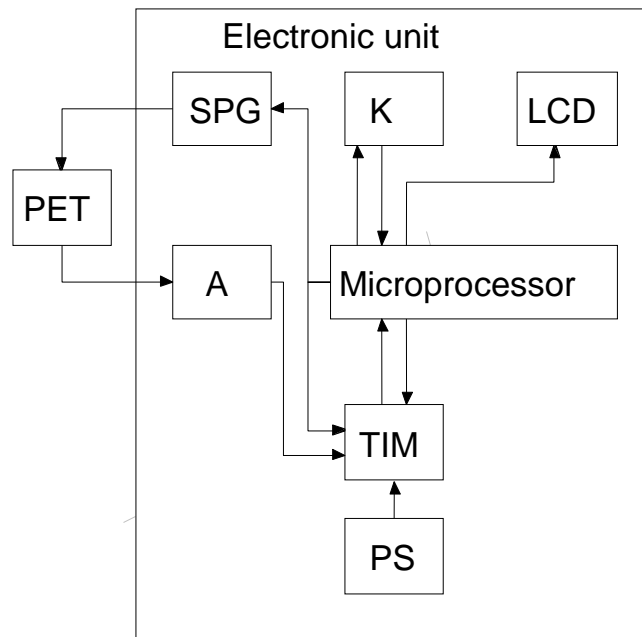 Electronic unit
SPG
K
LCD
PET
A
Microprocessor
TIM
PS